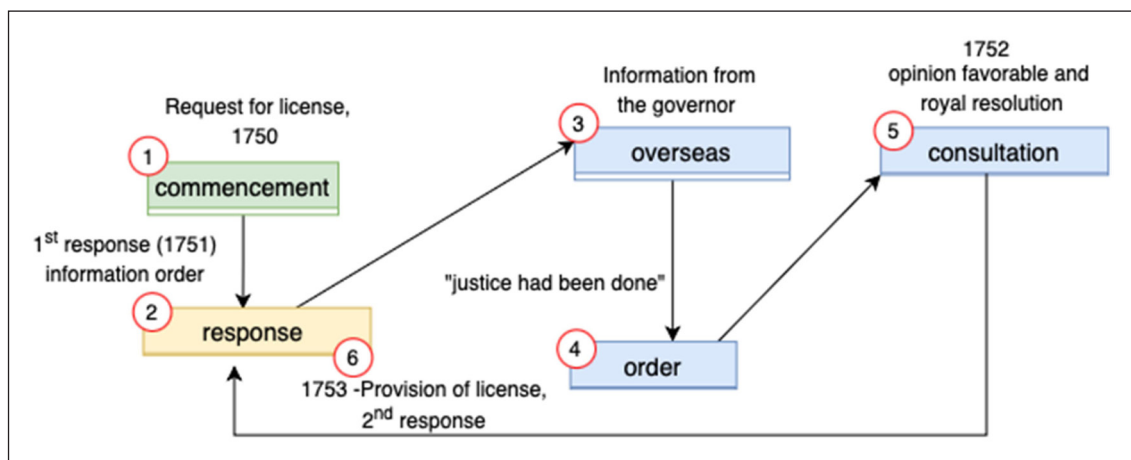 Request for license,
1750
1
commencement
1st response (1751)
information order
2
response
Information from
the governor
3
overseas
"justice had been done"
4
order
1752
opinion favorable and
royal resolution
5
consultation
6
1753 -Provision of license,
2nd response